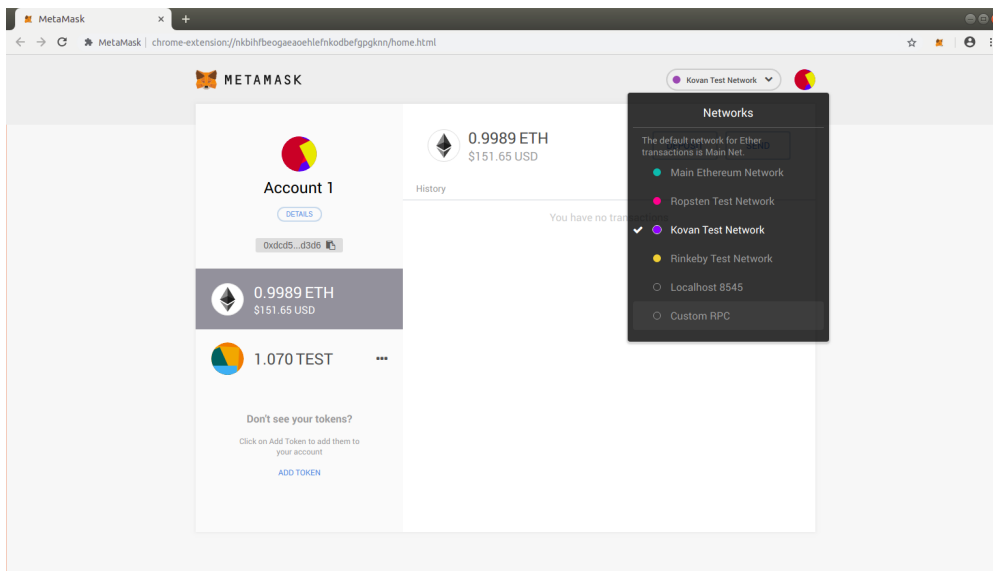 MetaMask
MetaMask
chrome-extension://nkbihfbeogaeaoehlefnkodbefgpgknn/home.html
METAMASK
Kovan Test Network
Account 1
DETAILS
0xdcd5...d3d6
0.9989 ETH
$151.65 USD
1.070 TEST
Don't see your tokens?
Click on Add Token to add them to
your account
ADD TOKEN
0.9989 ETH
$151.65 USD
History
You have no transactions
Networks
The default network for Ether
transactions is Main Net.
Main Ethereum Network
Ropsten Test Network
Kovan Test Network
Rinkeby Test Network
Localhost 8545
Custom RPC